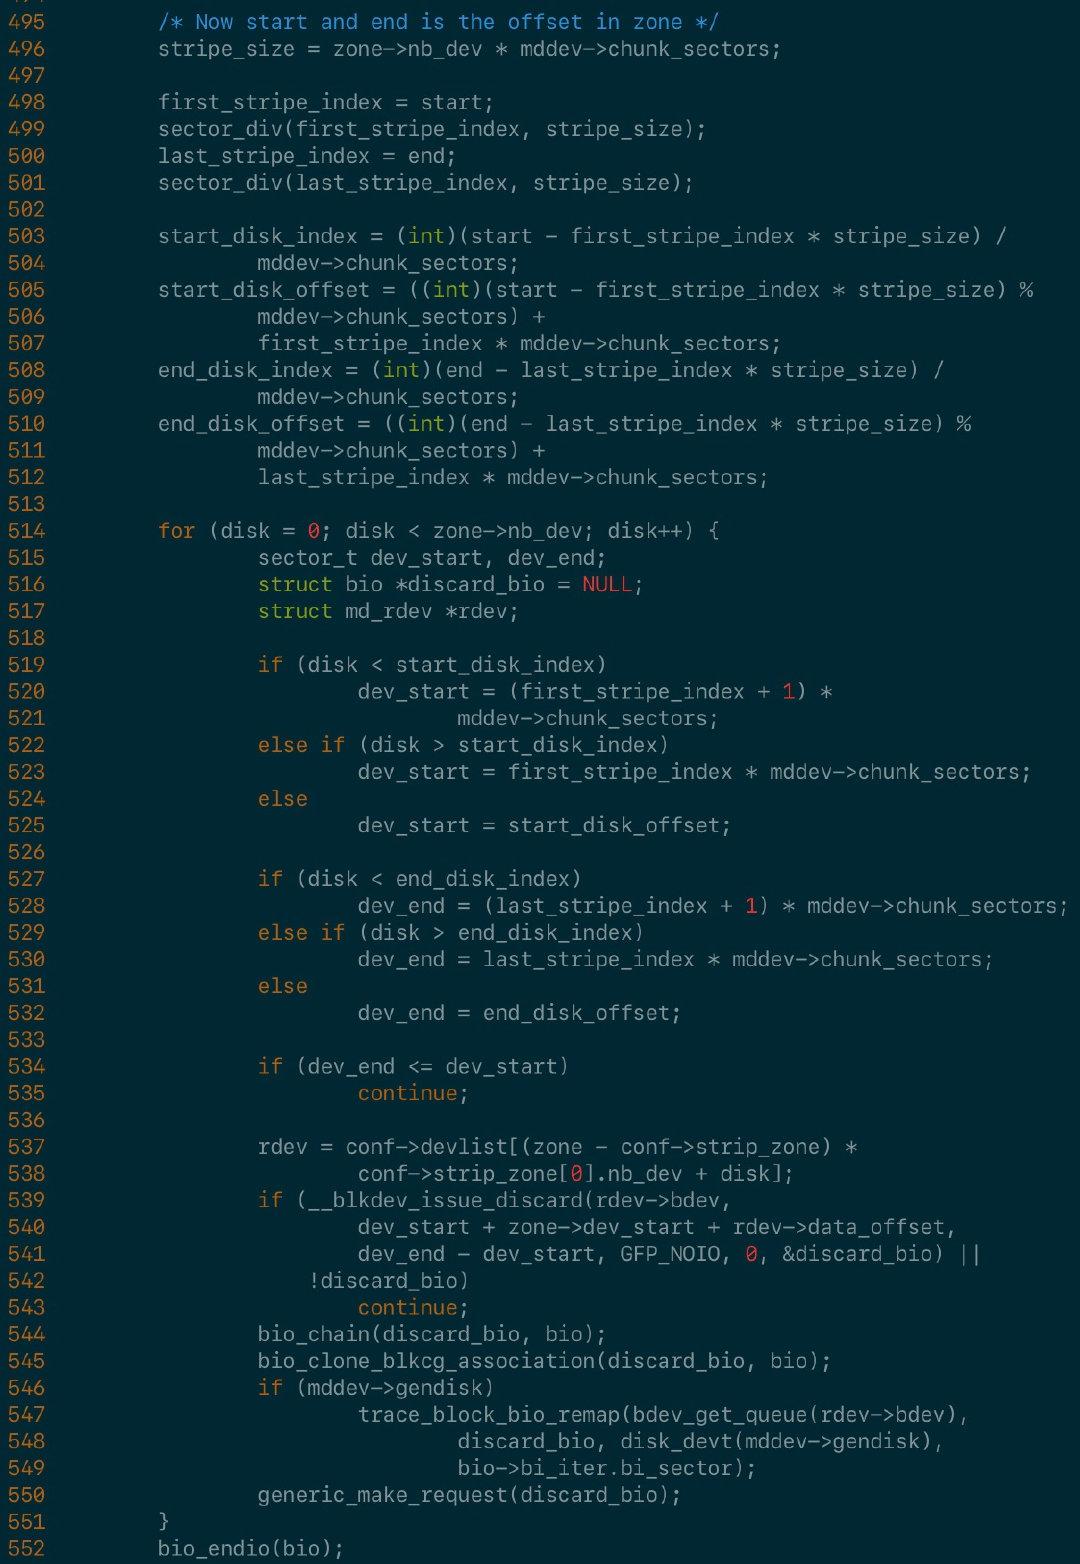 495         /* Now start and end is the offset in zone */
496         stripe_size = zone->nb_dev * mddev->chunk_sectors;
497
498         first_stripe_index = start;
499         sector_div(first_stripe_index, stripe_size);
500         last_stripe_index = end;
501         sector_div(last_stripe_index, stripe_size);
502
503         start_disk_index = (int)(start - first_stripe_index * stripe_size) /
504                 mddev->chunk_sectors;
505         start_disk_offset = ((int)(start - first_stripe_index * stripe_size) %
506                 mddev->chunk_sectors) +
507                 first_stripe_index * mddev->chunk_sectors;
508         end_disk_index = (int)(end - last_stripe_index * stripe_size) /
509                 mddev->chunk_sectors;
510         end_disk_offset = ((int)(end - last_stripe_index * stripe_size) %
511                 mddev->chunk_sectors) +
512                 last_stripe_index * mddev->chunk_sectors;
513
514         for (disk = 0; disk < zone->nb_dev; disk++) {
515                 sector_t dev_start, dev_end;
516                 struct bio *discard_bio = NULL;
517                 struct md_rdev *rdev;
518
519                 if (disk < start_disk_index)
520                         dev_start = (first_stripe_index + 1) *
521                                 mddev->chunk_sectors;
522                 else if (disk > start_disk_index)
523                         dev_start = first_stripe_index * mddev->chunk_sectors;
524                 else
525                         dev_start = start_disk_offset;
526
527                 if (disk < end_disk_index)
528                         dev_end = (last_stripe_index + 1) * mddev->chunk_sectors;
529                 else if (disk > end_disk_index)
530                         dev_end = last_stripe_index * mddev->chunk_sectors;
531                 else
532                         dev_end = end_disk_offset;
533
534                 if (dev_end <= dev_start)
535                         continue;
536
537                 rdev = conf->devlist[(zone - conf->strip_zone) *
538                         conf->strip_zone[0].nb_dev + disk];
539                 if (__blkdev_issue_discard(rdev->bdev,
540                         dev_start + zone->dev_start + rdev->data_offset,
541                         dev_end - dev_start, GFP_NOIO, 0, &discard_bio) ||
542                     !discard_bio)
543                         continue;
544                 bio_chain(discard_bio, bio);
545                 bio_clone_blkcg_association(discard_bio, bio);
546                 if (mddev->gendisk)
547                         trace_block_bio_remap(bdev_get_queue(rdev->bdev),
548                                 discard_bio, disk_devt(mddev->gendisk),
549                                 bio->bi_iter.bi_sector);
550                 generic_make_request(discard_bio);
551         }
552         bio_endio(bio);